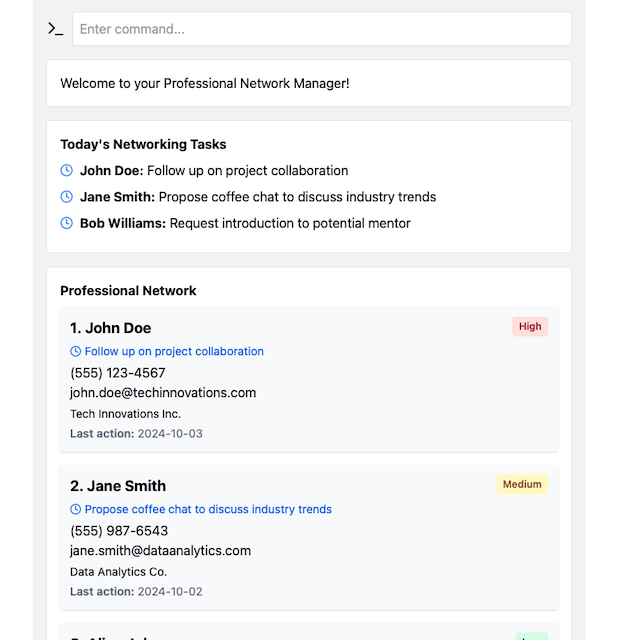 >_ Enter command...
Welcome to your Professional Network Manager!
Today's Networking Tasks
John Doe: Follow up on project collaboration
Jane Smith: Propose coffee chat to discuss industry trends
Bob Williams: Request introduction to potential mentor
Professional Network
1. John Doe
High
Follow up on project collaboration
(555) 123-4567
john.doe@techinnovations.com
Tech Innovations Inc.
Last action: 2024-10-03
2. Jane Smith
Medium
Propose coffee chat to discuss industry trends
(555) 987-6543
jane.smith@dataanalytics.com
Data Analytics Co.
Last action: 2024-10-02